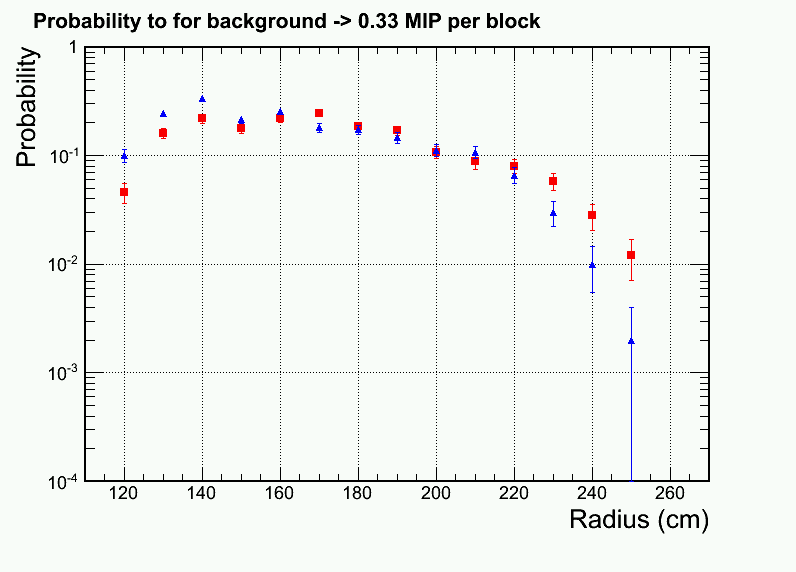 Probability to for background -> 0.33 MIP per block
Probability
1
10-1
10-2
10-3
10-4
120 140 160 180 200 220 240 260
Radius (cm)